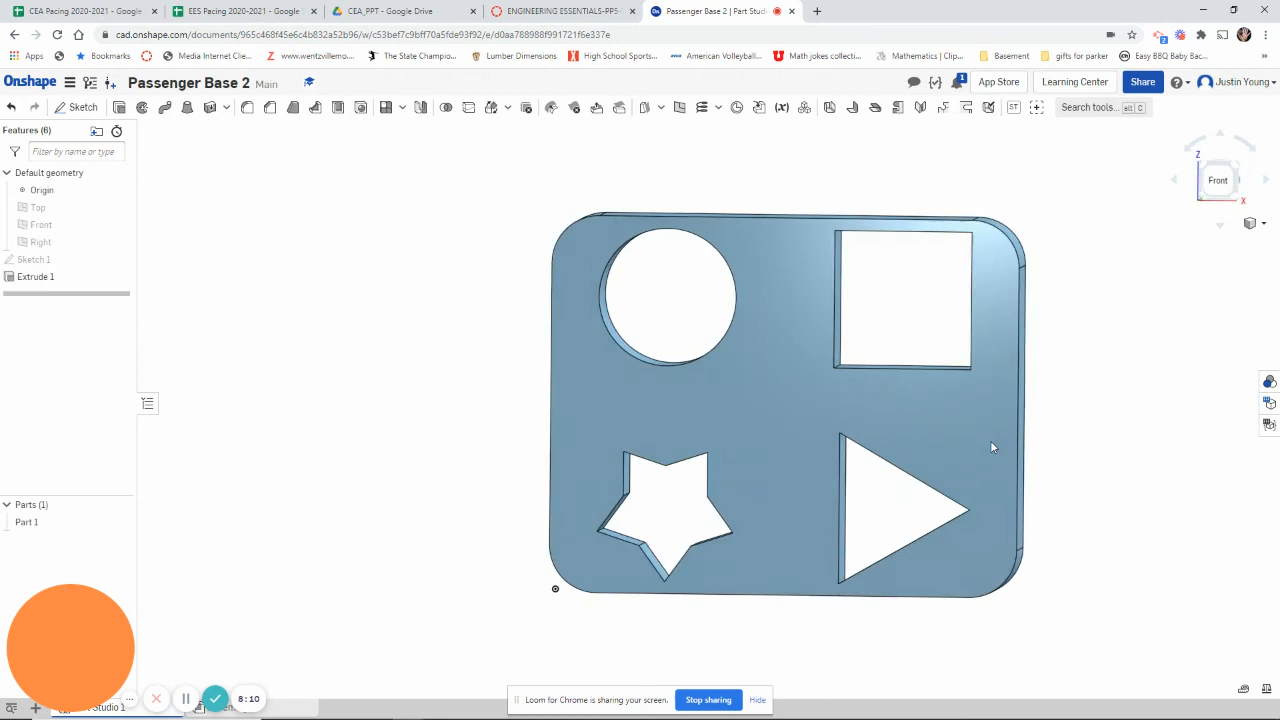 CEA Pacing 2020-2021 - Google
EES Pacing 2020-2021 - Google
CEA_PPT - Google Drive
ENGINEERING ESSENTIALS-PP5-
Passenger Base 2 | Part Studi
cad.onshape.com/documents/965c468f45e6c4b832a52b96/w/c53bef7c9bff70a5fde93f92/e/d0aa788988f991721f6e337e
Apps
Bookmarks
Media Internet Clie...
www.wentzvillemo...
The State Champio...
Lumber Dimensions
High School Sports...
American Volleyball...
Math jokes collecti...
Mathematics | Clip...
Basement
gifts for parker
Easy BBQ Baby Bac...
Onshape
Passenger Base 2 Main
1
App Store
Learning Center
Share
Justin Young
Sketch
Search tools... alt C
Features (6)
Filter by name or type
Default geometry
Origin
Top
Front
Right
Sketch 1
Extrude 1
Z
Front
X
Parts (1)
Part 1
8:10
Loom for Chrome is sharing your screen.
Stop sharing
Hide